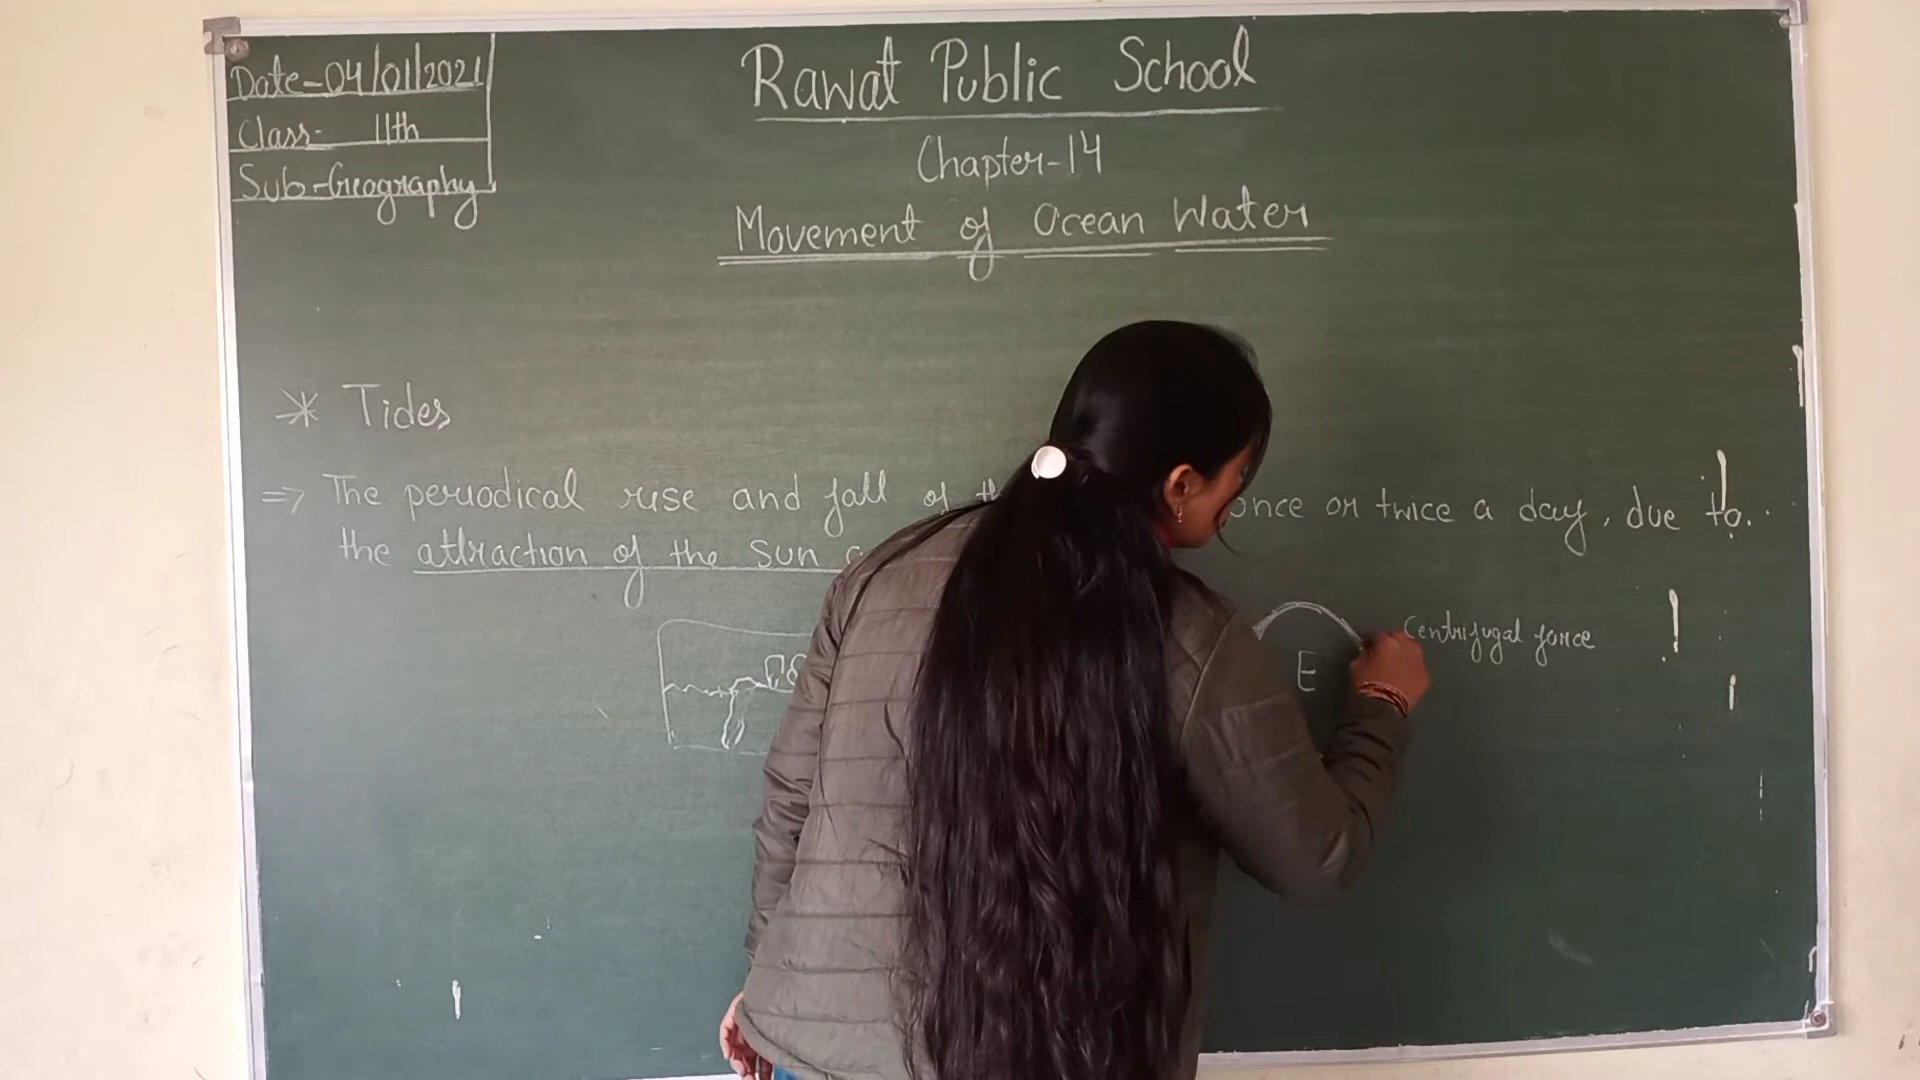 Date-04/01/2021
Class- 11th
Sub-Geography
Rawat Public School
Chapter-14
Movement of Ocean Water
* Tides
⇒ The periodical rise and fall of once or twice a day, due to
the attraction of the sun
Centrifugal force
E